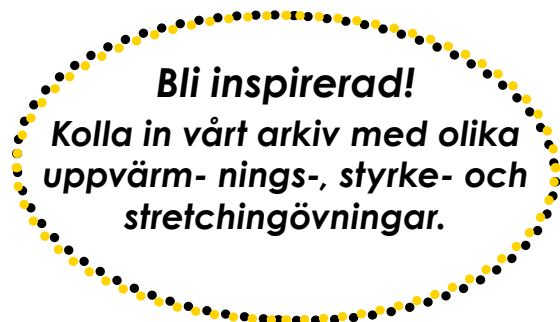 Bli inspirerad!
Kolla in vårt arkiv med olika
uppvärm- nings-, styrke- och
stretchingövningar.